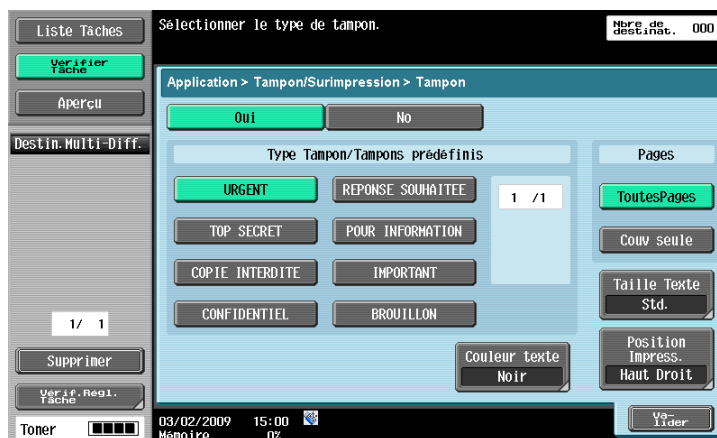 Liste Tâches
Vérifier
Tâche
Aperçu
Destin.Multi-Diff.
1/ 1
Supprimer
Vérif.Régl.
Tâche
Toner
Sélectionner le type de tampon.
Nbre de
destinat. 000
Application > Tampon/Surimpression > Tampon
Oui
No
Type Tampon/Tampons prédéfinis
URGENT
REPONSE SOUHAITEE
TOP SECRET
POUR INFORMATION
COPIE INTERDITE
IMPORTANT
CONFIDENTIEL
BROUILLON
1 /1
Couleur texte
Noir
Pages
ToutesPages
Couv seule
Taille Texte
Std.
Position
Impress.
Haut Droit
03/02/2009 15:00
Mémoire 0%
Va-
lider